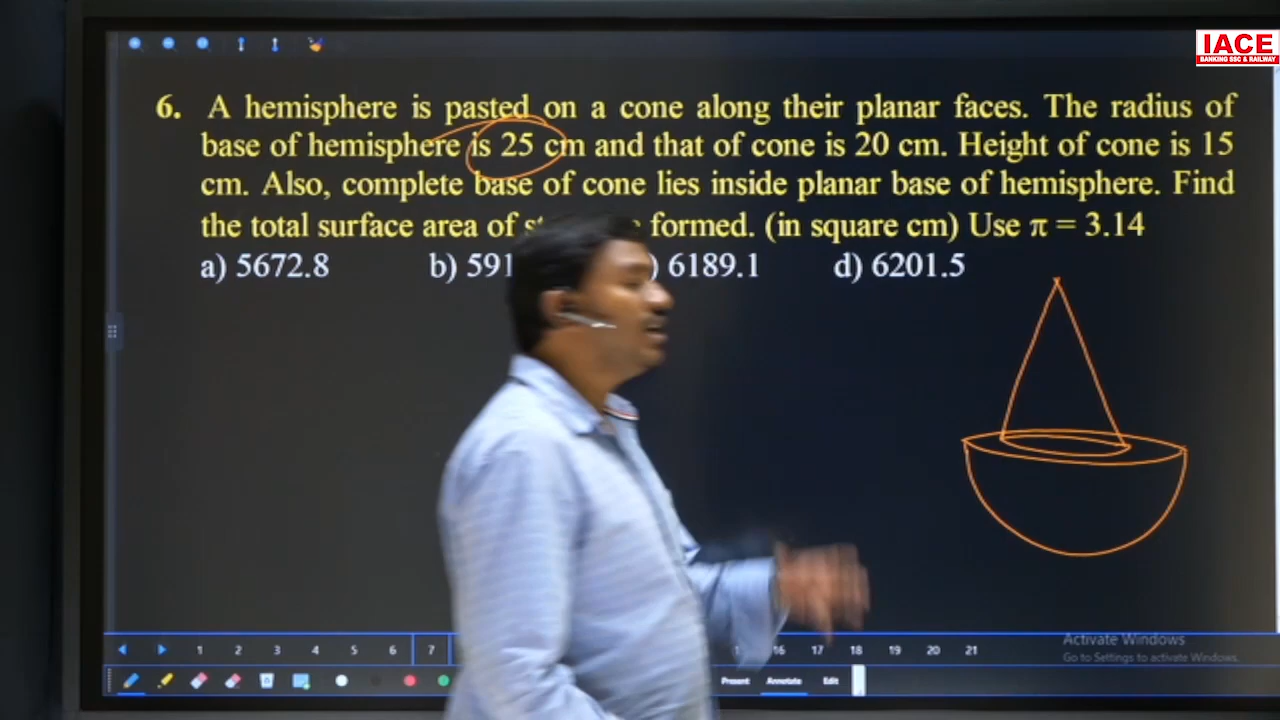 IACE
BANKING SSC & RAILWAY
6. A hemisphere is pasted on a cone along their planar faces. The radius of
base of hemisphere is 25 cm and that of cone is 20 cm. Height of cone is 15
cm. Also, complete base of cone lies inside planar base of hemisphere. Find
the total surface area of formed. (in square cm) Use π = 3.14
a) 5672.8 b) 591 ) 6189.1 d) 6201.5
Activate Windows
Go to Settings to activate Windows.
1 2 3 4 5 6 7 16 17 18 19 20 21
Present Annotate Edit